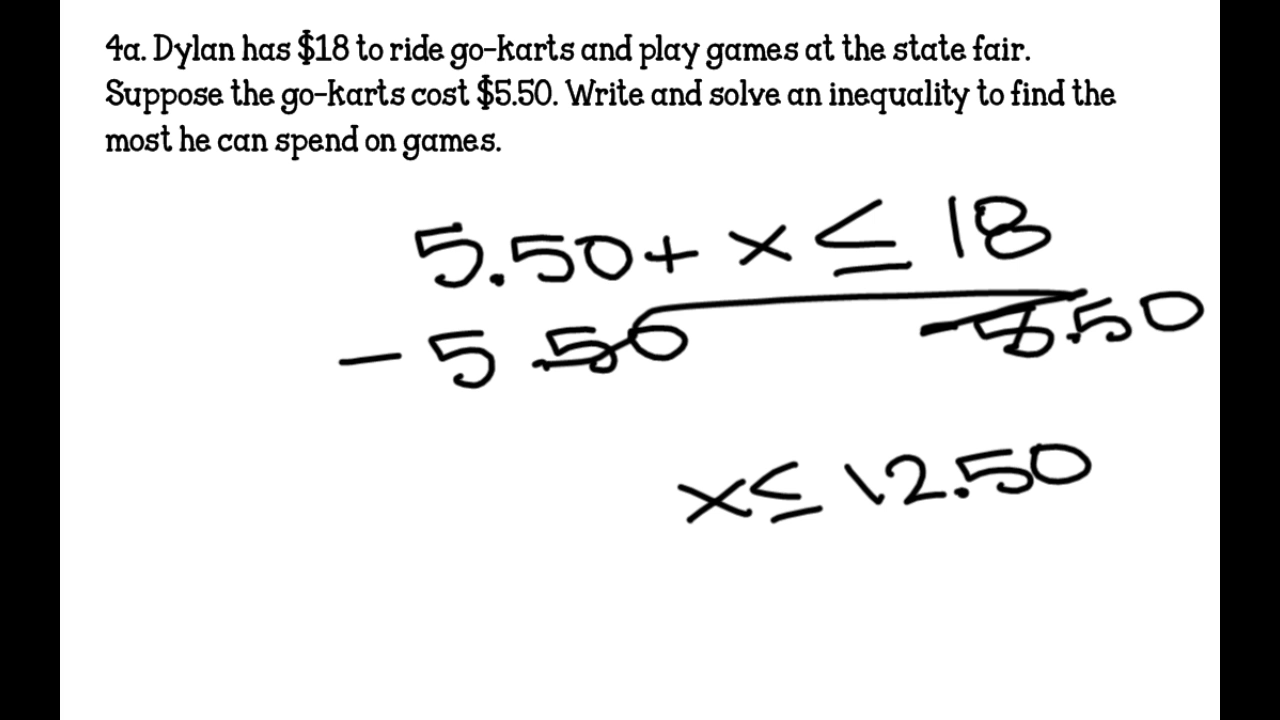 4a. Dylan has $18 to ride go-karts and play games at the state fair.
Suppose the go-karts cost $5.50. Write and solve an inequality to find the
most he can spend on games.
5.50 + x ≤ 18
- 5.50 - 5.50
x ≤ 12.50